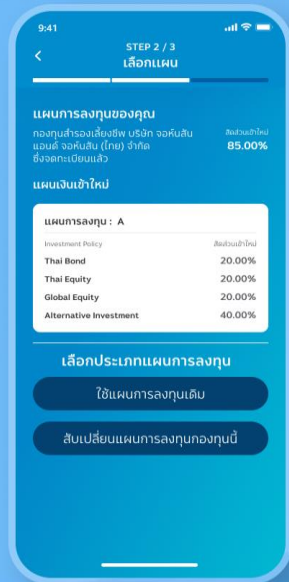 9:41
STEP 2 / 3
เลือกแผน
แผนการลงทุนของคุณ
กองทุนสำรองเลี้ยงชีพ บริษัท จอห์นสัน
แอนด์ จอห์นสัน (ไทย) จำกัด
ซึ่งจดทะเบียนแล้ว
สัดส่วนเข้าใหม่
85.00%
แผนเงินเข้าใหม่
แผนการลงทุน : A
Investment Policy สัดส่วนเข้าใหม่
Thai Bond 20.00%
Thai Equity 20.00%
Global Equity 20.00%
Alternative Investment 40.00%
เลือกประเภทแผนการลงทุน
ใช้แผนการลงทุนเดิม
สับเปลี่ยนแผนการลงทุนกองทุนนี้